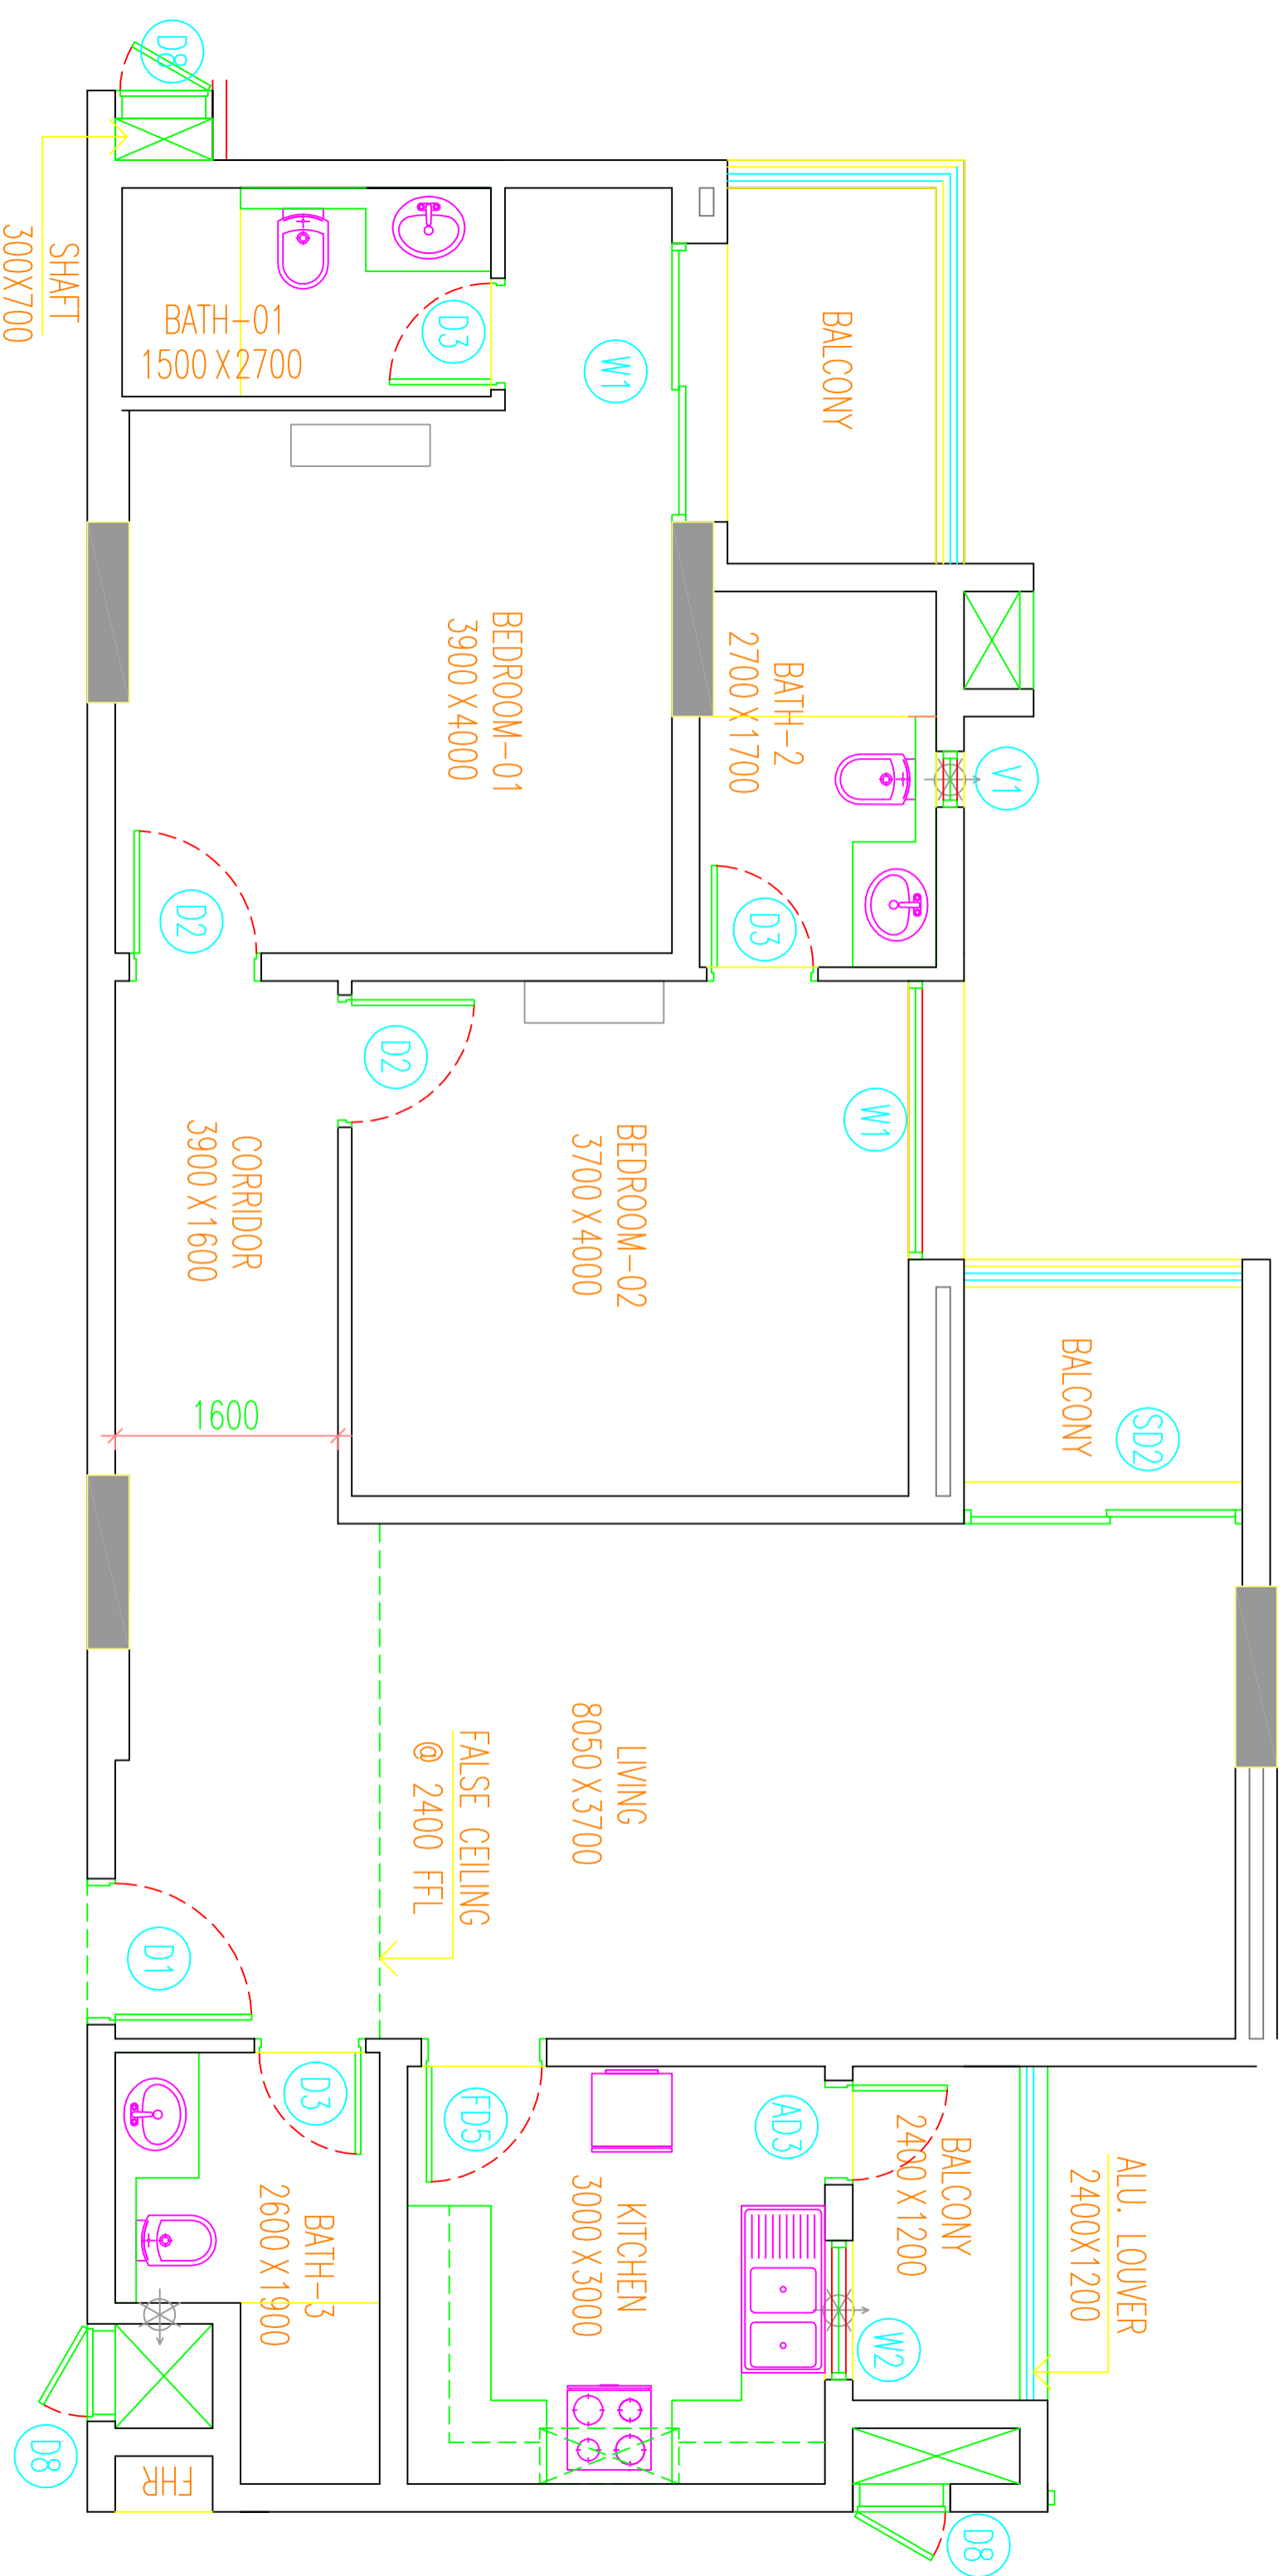 D8
SHAFT
300X700
BATH-01
1500 X 2700
D3
W1
BALCONY
BEDROOM-01
3900 X 4000
BATH-2
2700 X 1700
V1
D2
D3
D2
W1
CORRIDOR
3900 X 1600
BEDROOM-02
3700 X 4000
BALCONY
SD2
1600
LIVING
8050 X 3700
FALSE CEILING
@ 2400 FFL
D1
D3
FD5
AD3
BALCONY
2400 X 1200
ALU. LOUVER
2400X1200
BATH-3
2600 X 1900
KITCHEN
3000 X 3000
W2
D8
FHR
D8